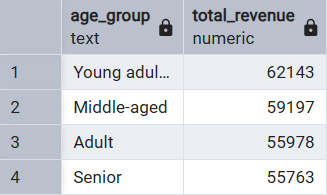 age_group total_revenue
text numeric
1 Young adul... 62143
2 Middle-aged 59197
3 Adult 55978
4 Senior 55763